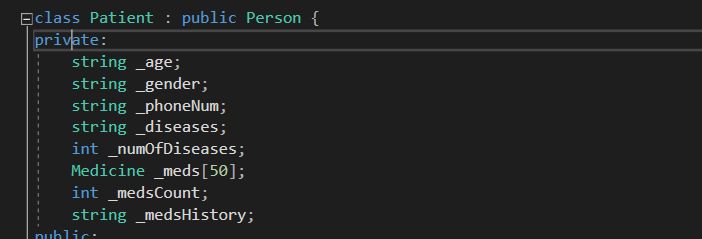 class Patient : public Person {
private:
string _age;
string _gender;
string _phoneNum;
string _diseases;
int _numOfDiseases;
Medicine _meds[50];
int _medsCount;
string _medsHistory;
public: